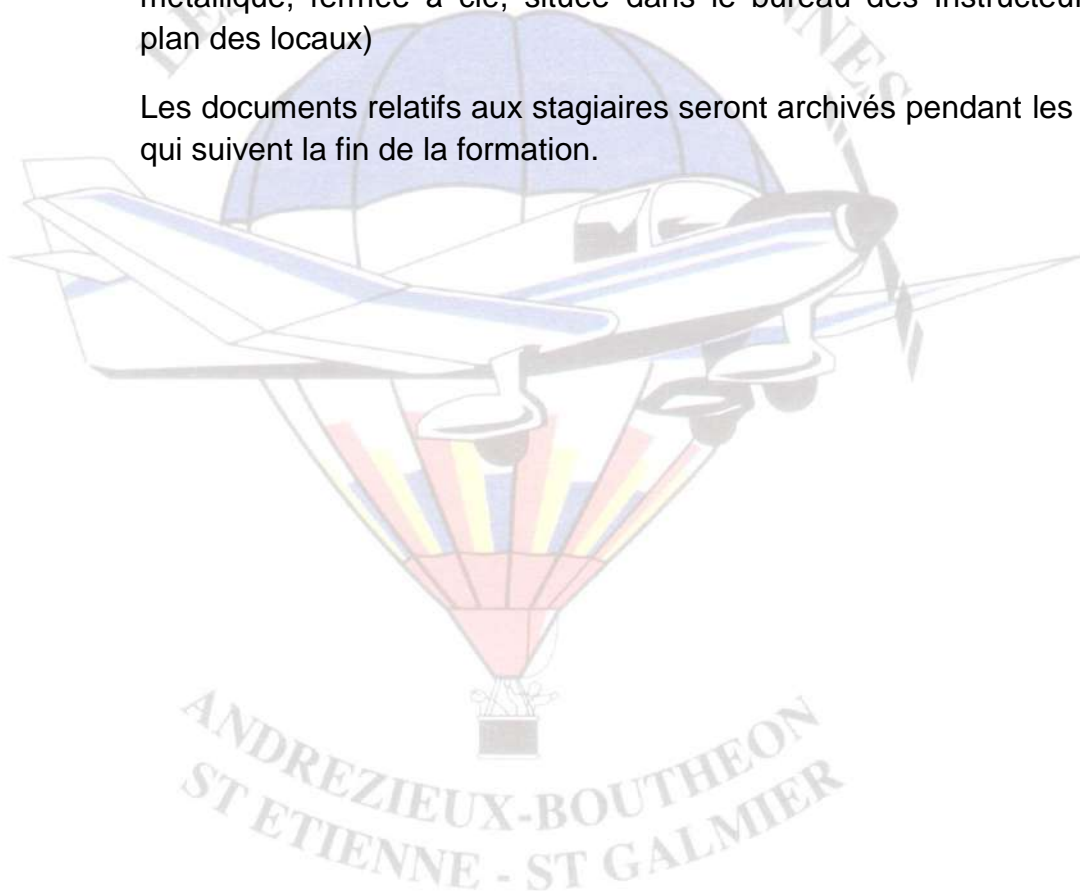 métallique, fermée à clé, située dans le bureau des instructeur
plan des locaux)
Les documents relatifs aux stagiaires seront archivés pendant les
qui suivent la fin de la formation.
ANDREZIEUX-BOUTHEON
ST ETIENNE - ST GALMIER